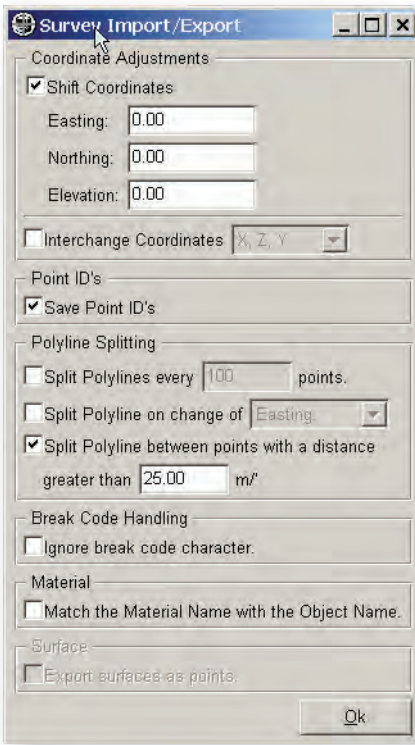 Survey Import/Export
Coordinate Adjustments
Shift Coordinates
Easting: 0.00
Northing: 0.00
Elevation: 0.00
Interchange Coordinates X, Z, Y
Point ID's
Save Point ID's
Polyline Splitting
Split Polylines every 100 points.
Split Polyline on change of Easting.
Split Polyline between points with a distance
greater than 25.00 m/'
Break Code Handling
Ignore break code character.
Material
Match the Material Name with the Object Name.
Surface
Export surfaces as points.
Ok